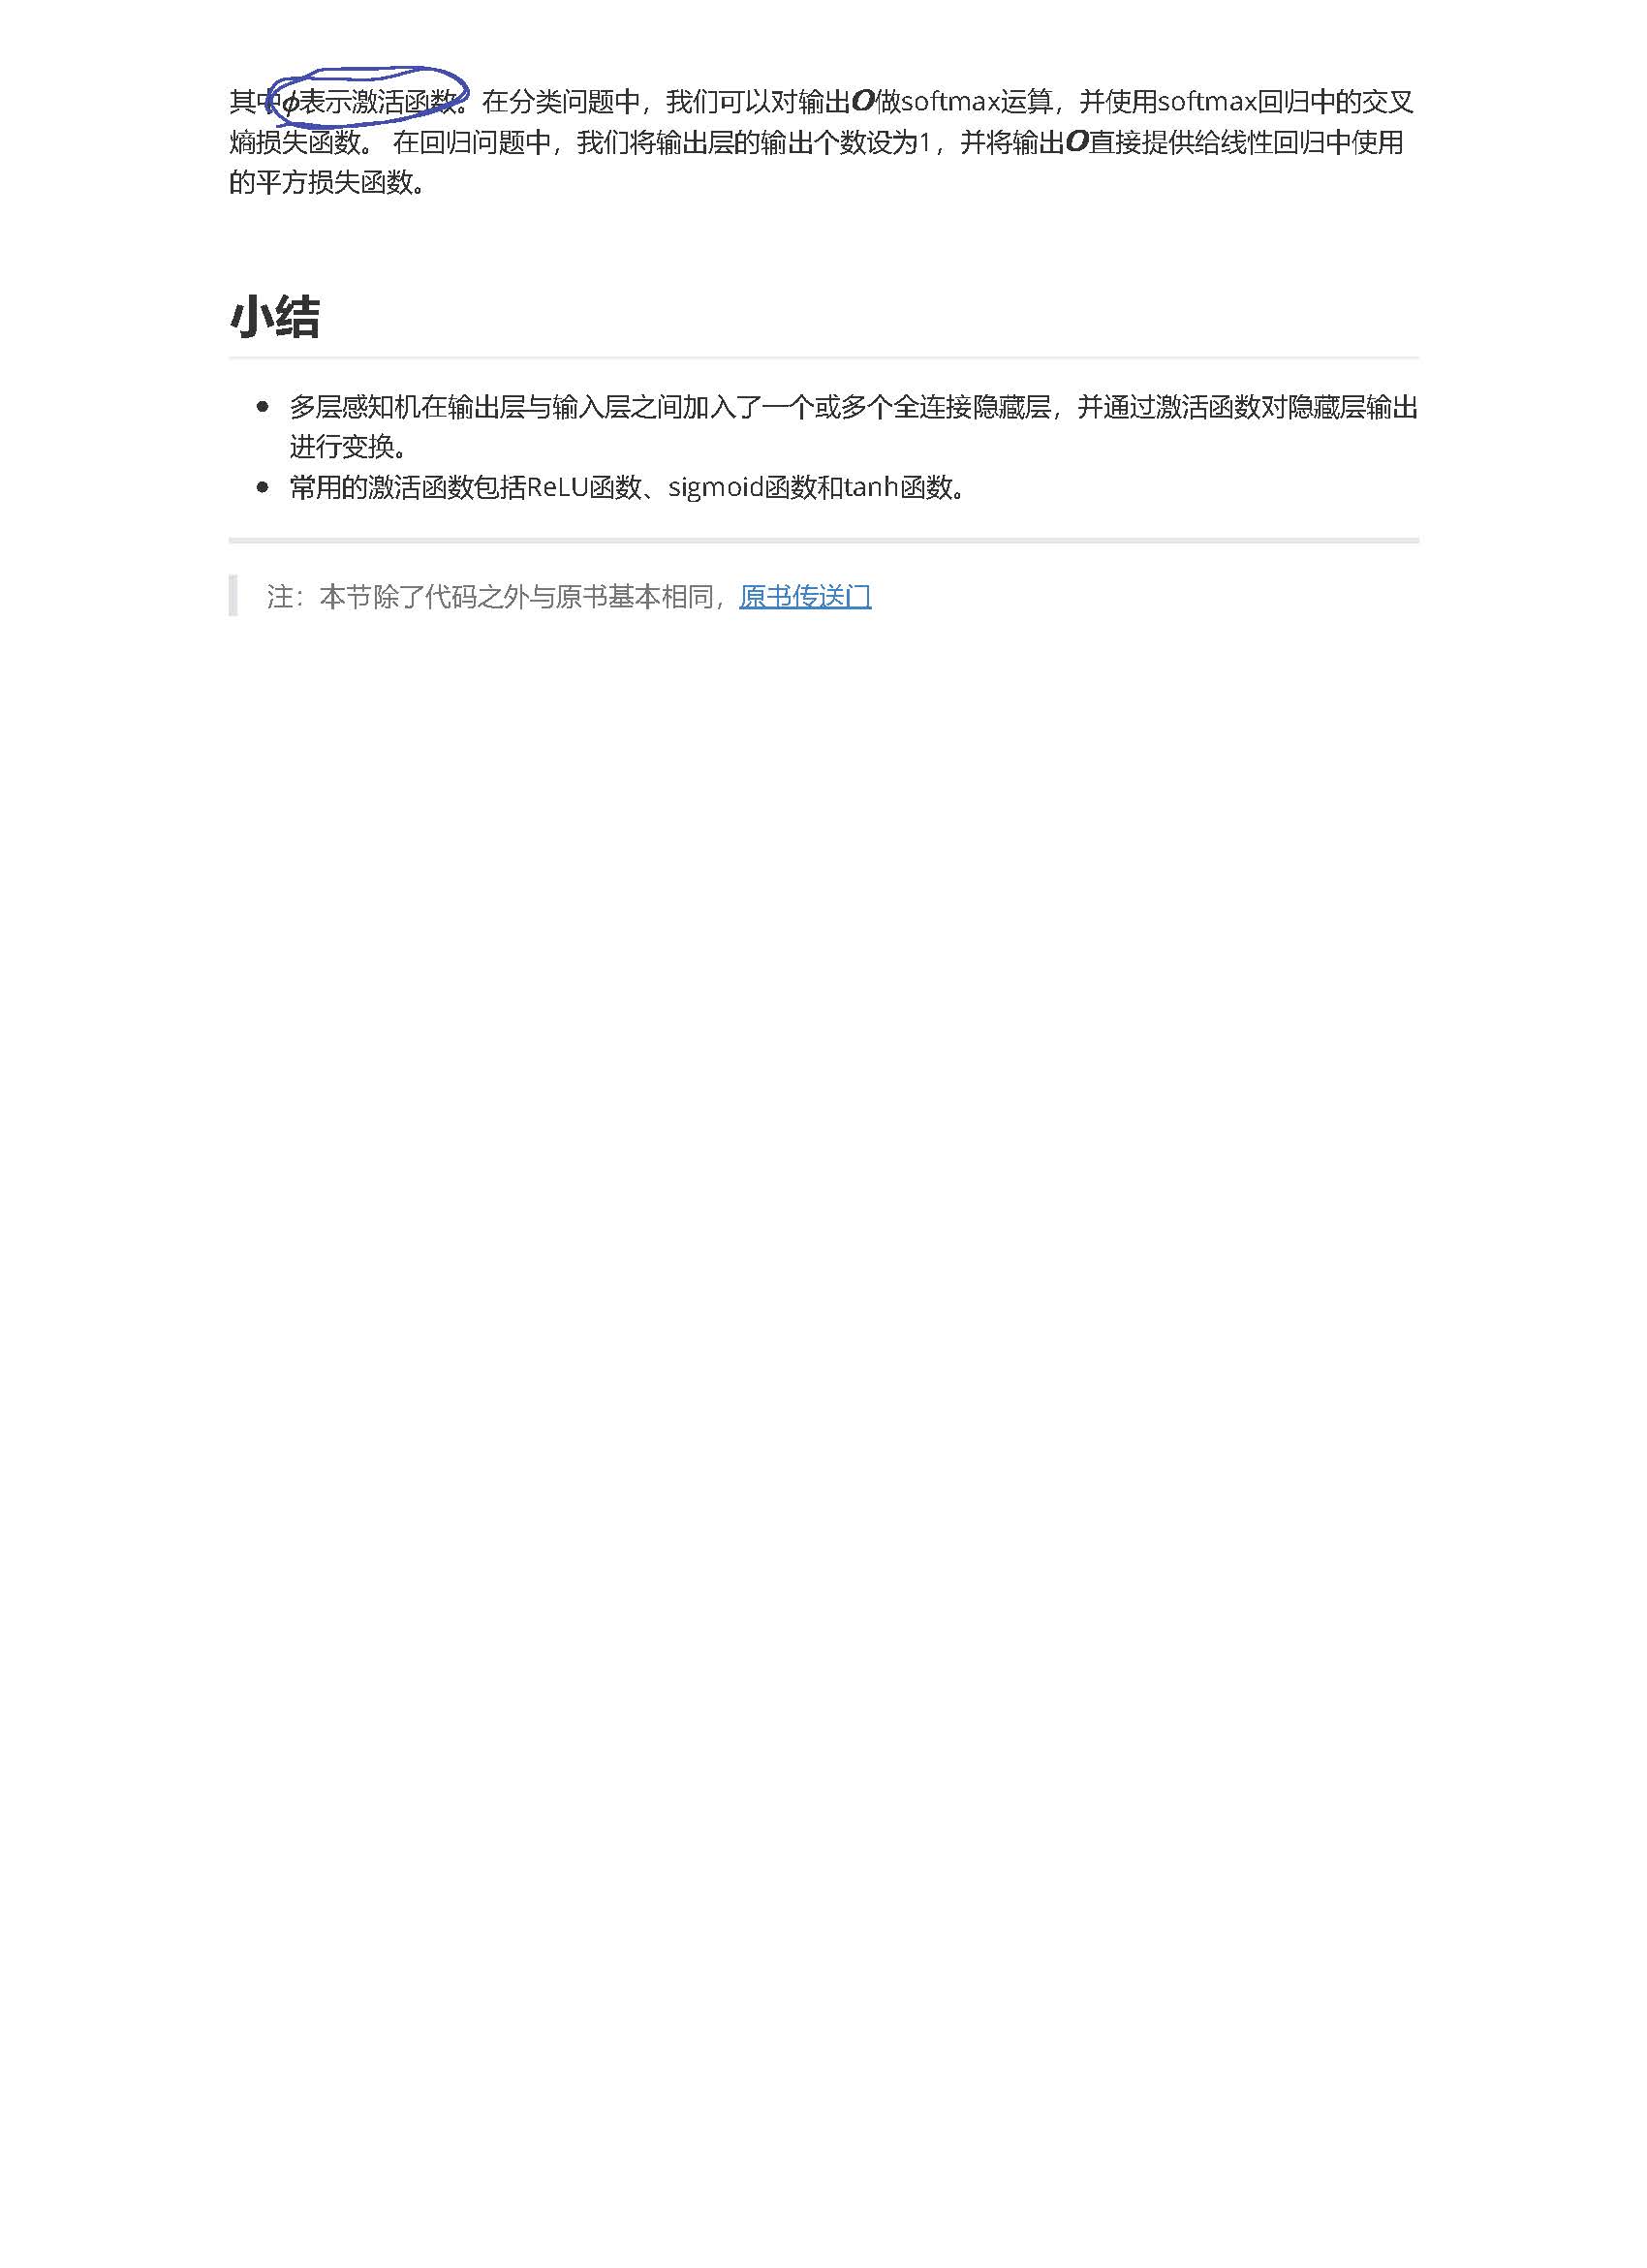 其中ϕ表示激活函数。在分类问题中，我们可以对输出O做softmax运算，并使用softmax回归中的交叉
熵损失函数。 在回归问题中，我们将输出层的输出个数设为1，并将输出O直接提供给线性回归中使用
的平方损失函数。
小结
多层感知机在输出层与输入层之间加入了一个或多个全连接隐藏层，并通过激活函数对隐藏层输出
进行变换。
常用的激活函数包括ReLU函数、sigmoid函数和tanh函数。
注：本节除了代码之外与原书基本相同，原书传送门